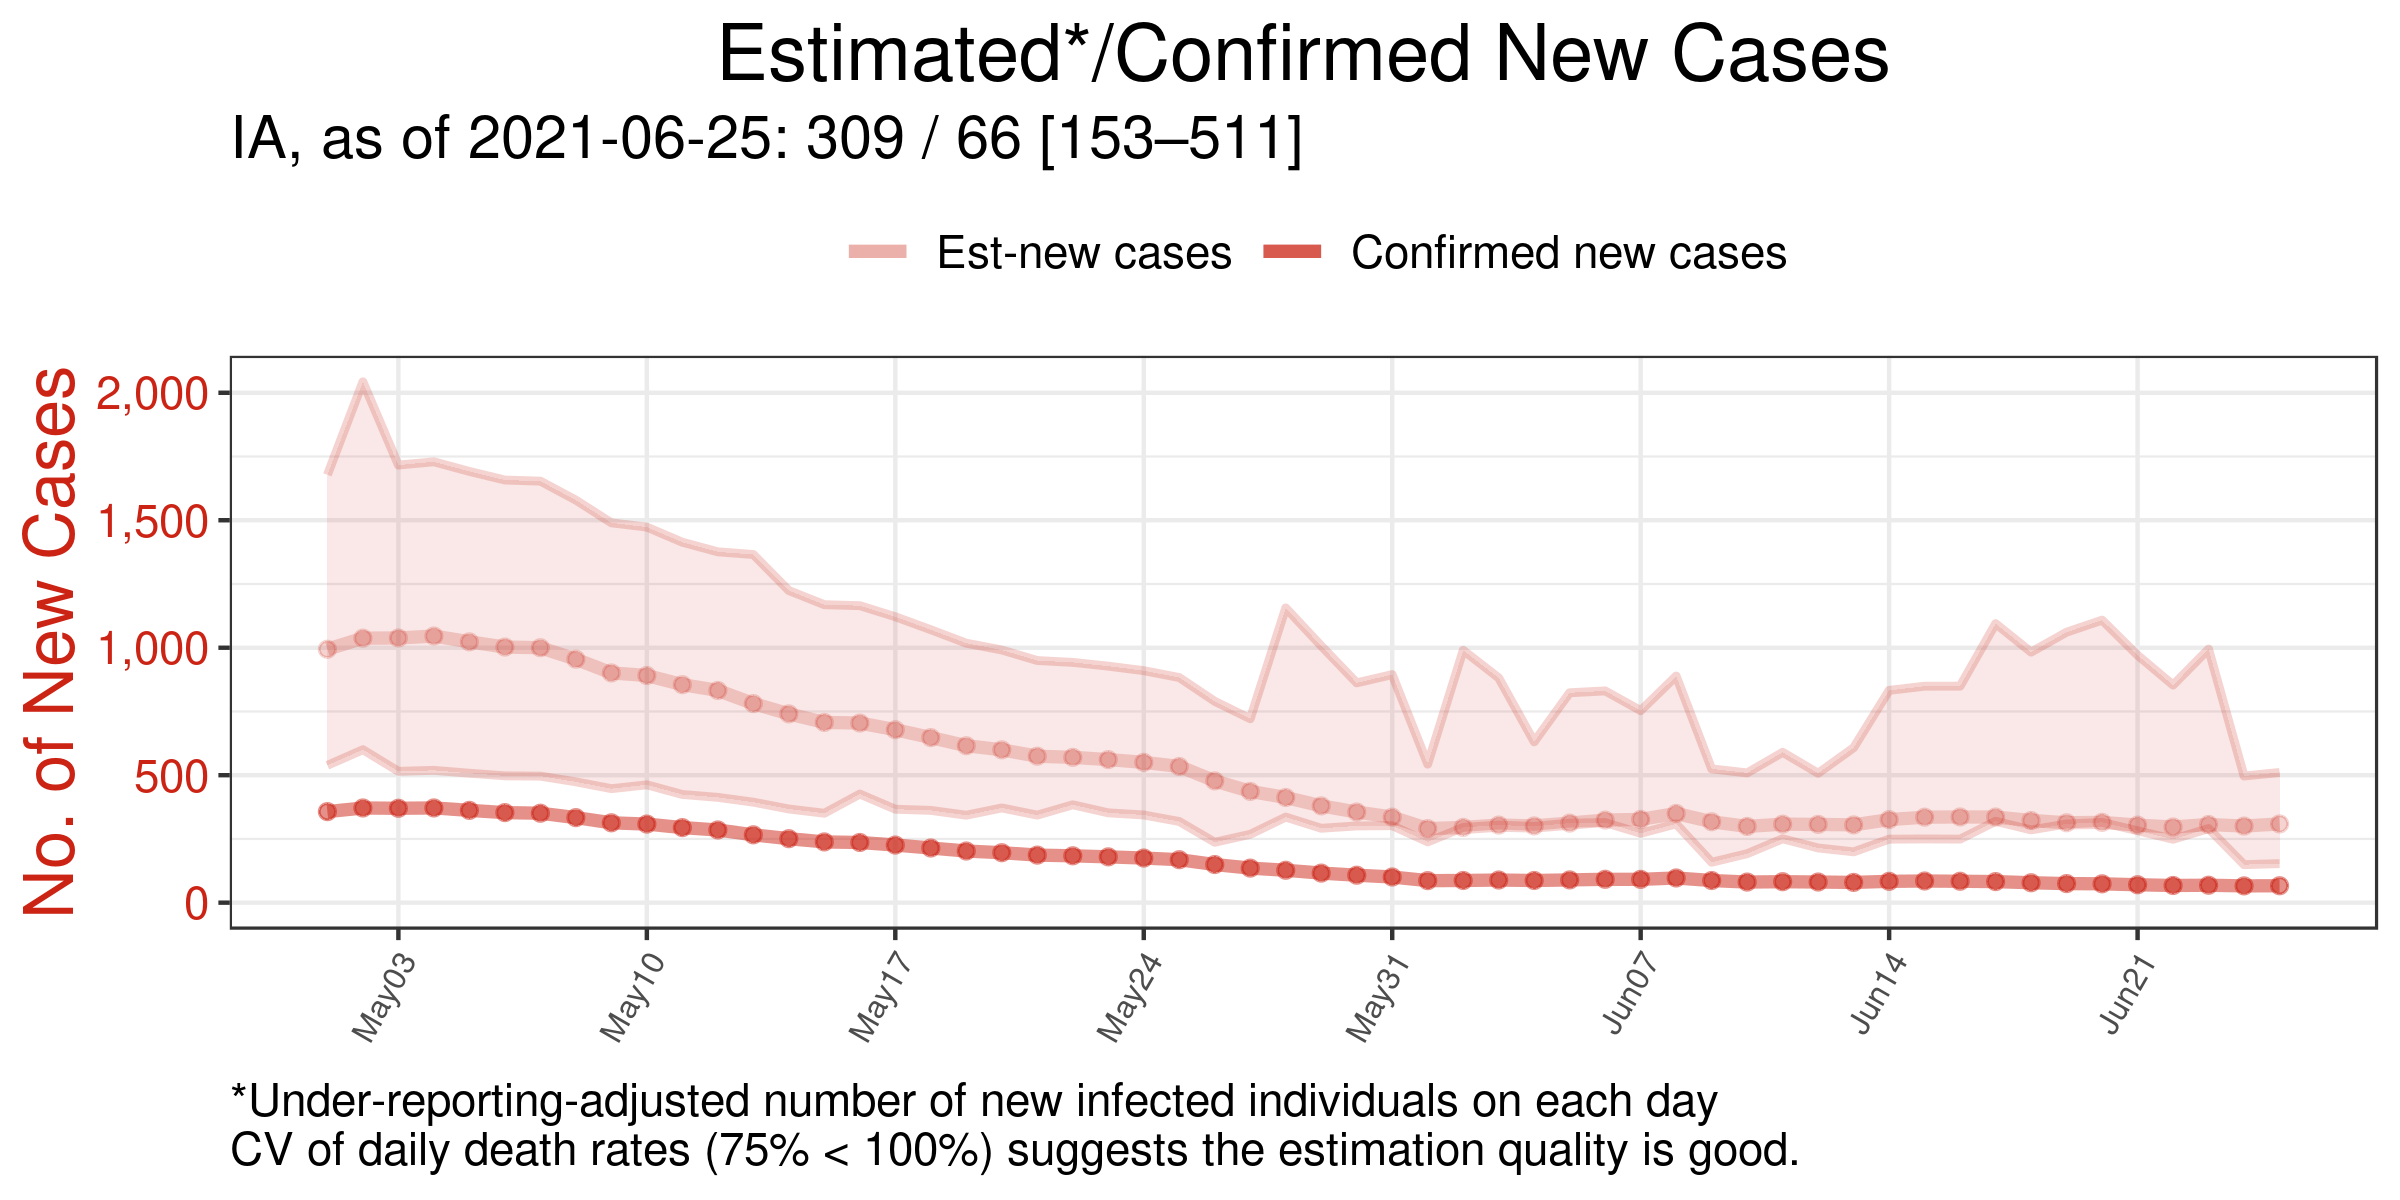 Estimated*/Confirmed New Cases
IA, as of 2021-06-25: 309 / 66 [153–511]
Est-new cases Confirmed new cases
No. of New Cases
2,000
1,500
1,000
500
0
May03 May10 May17 May24 May31 Jun07 Jun14 Jun21
*Under-reporting-adjusted number of new infected individuals on each day
CV of daily death rates (75% < 100%) suggests the estimation quality is good.